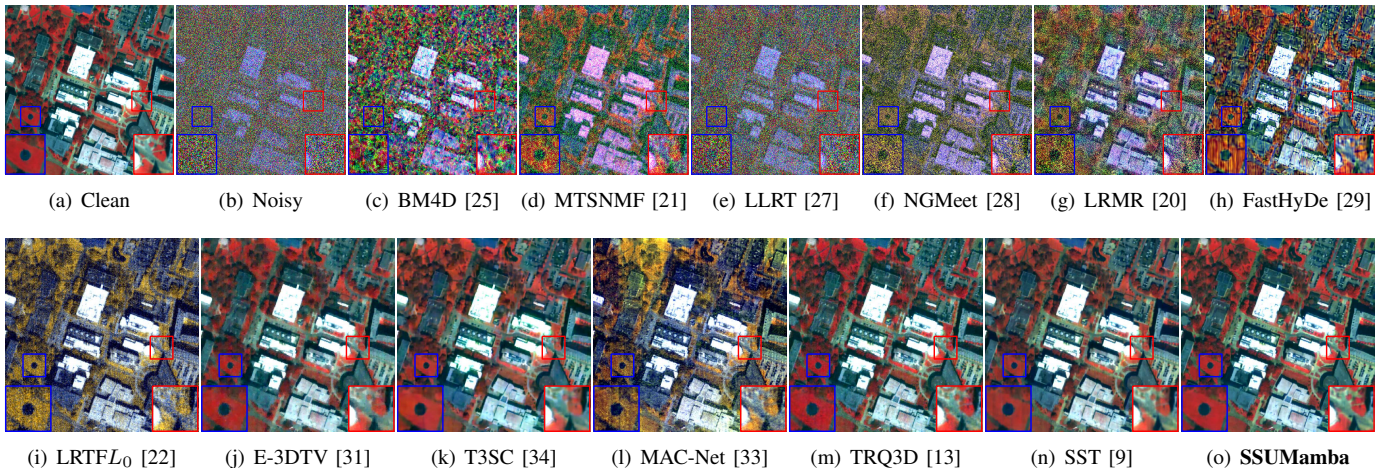 (a) Clean (b) Noisy (c) BM4D [25] (d) MTSNMF [21] (e) LLRT [27] (f) NGMeet [28] (g) LRMR [20] (h) FastHyDe [29]
(i) LRTFL0 [22] (j) E-3DTV [31] (k) T3SC [34] (l) MAC-Net [33] (m) TRQ3D [13] (n) SST [9] (o) SSUMamba